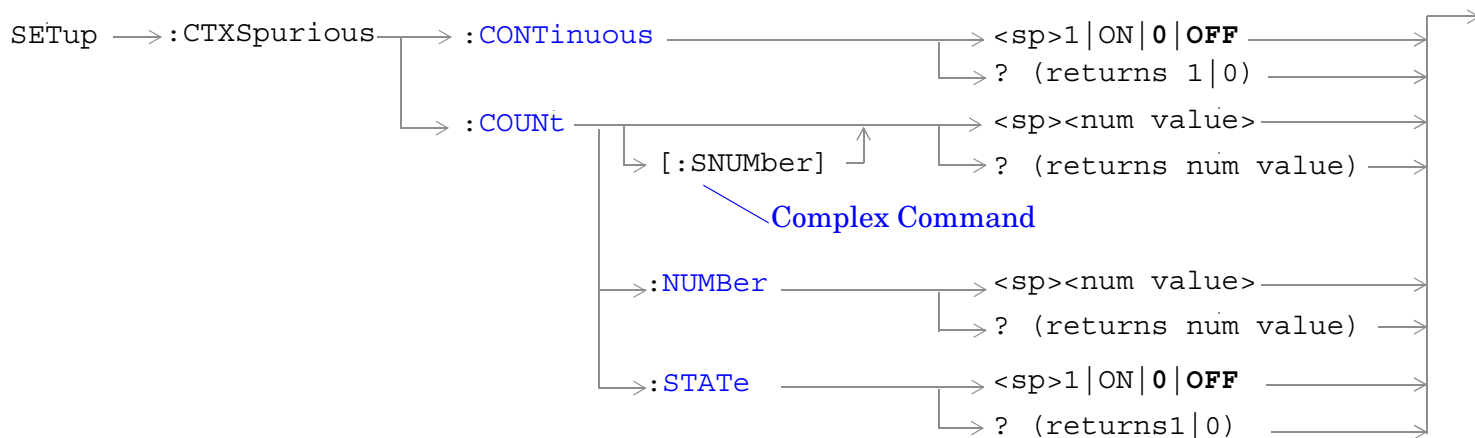 SETup :CTXSpurious :CONTinuous <sp>1|ON|0|OFF
? (returns 1|0)
:COUNt <sp><num value>
[:SNUMber] ? (returns num value)
Complex Command
:NUMBer <sp><num value>
? (returns num value)
:STATe <sp>1|ON|0|OFF
? (returns1|0)